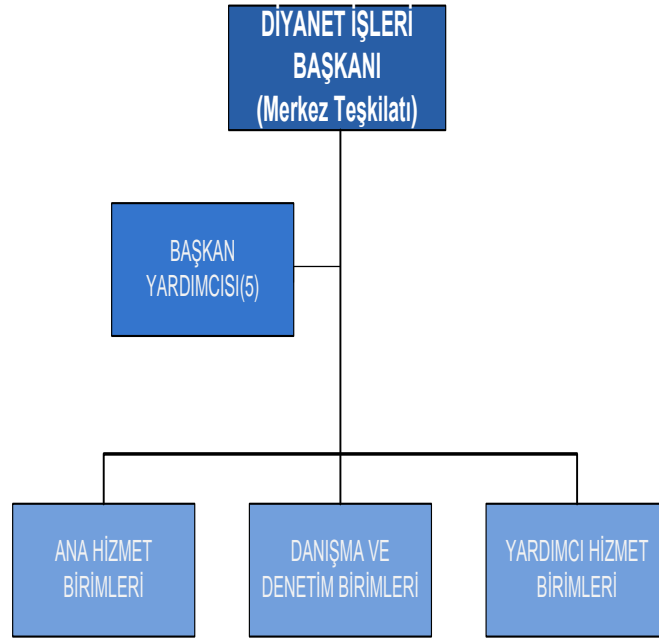 DİYANET İŞLERİ
BAŞKANI
(Merkez Teşkilatı)
BAŞKAN
YARDIMCISI(5)
ANA HİZMET
BİRİMLERİ
DANIŞMA VE
DENETİM BİRİMLERİ
YARDIMCI HİZMET
BİRİMLERİ